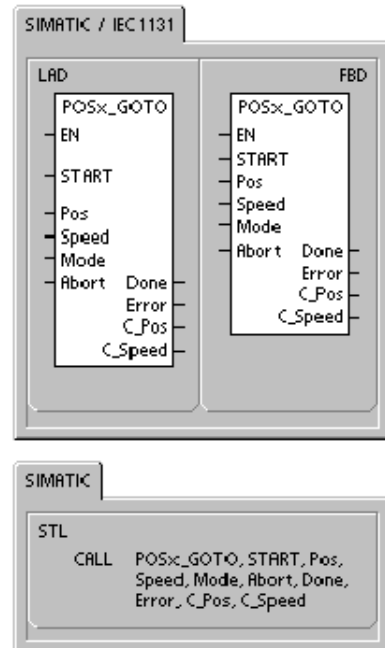 SIMATIC / IEC 1131
LAD
FBD
POSx_GOTO
EN
START
Pos
Speed
Mode
Abort Done
Error
C_Pos
C_Speed
POSx_GOTO
EN
START
Pos
Speed
Mode
Abort Done
Error
C_Pos
C_Speed
SIMATIC
STL
CALL POSx_GOTO, START, Pos,
Speed, Mode, Abort, Done,
Error, C_Pos, C_Speed